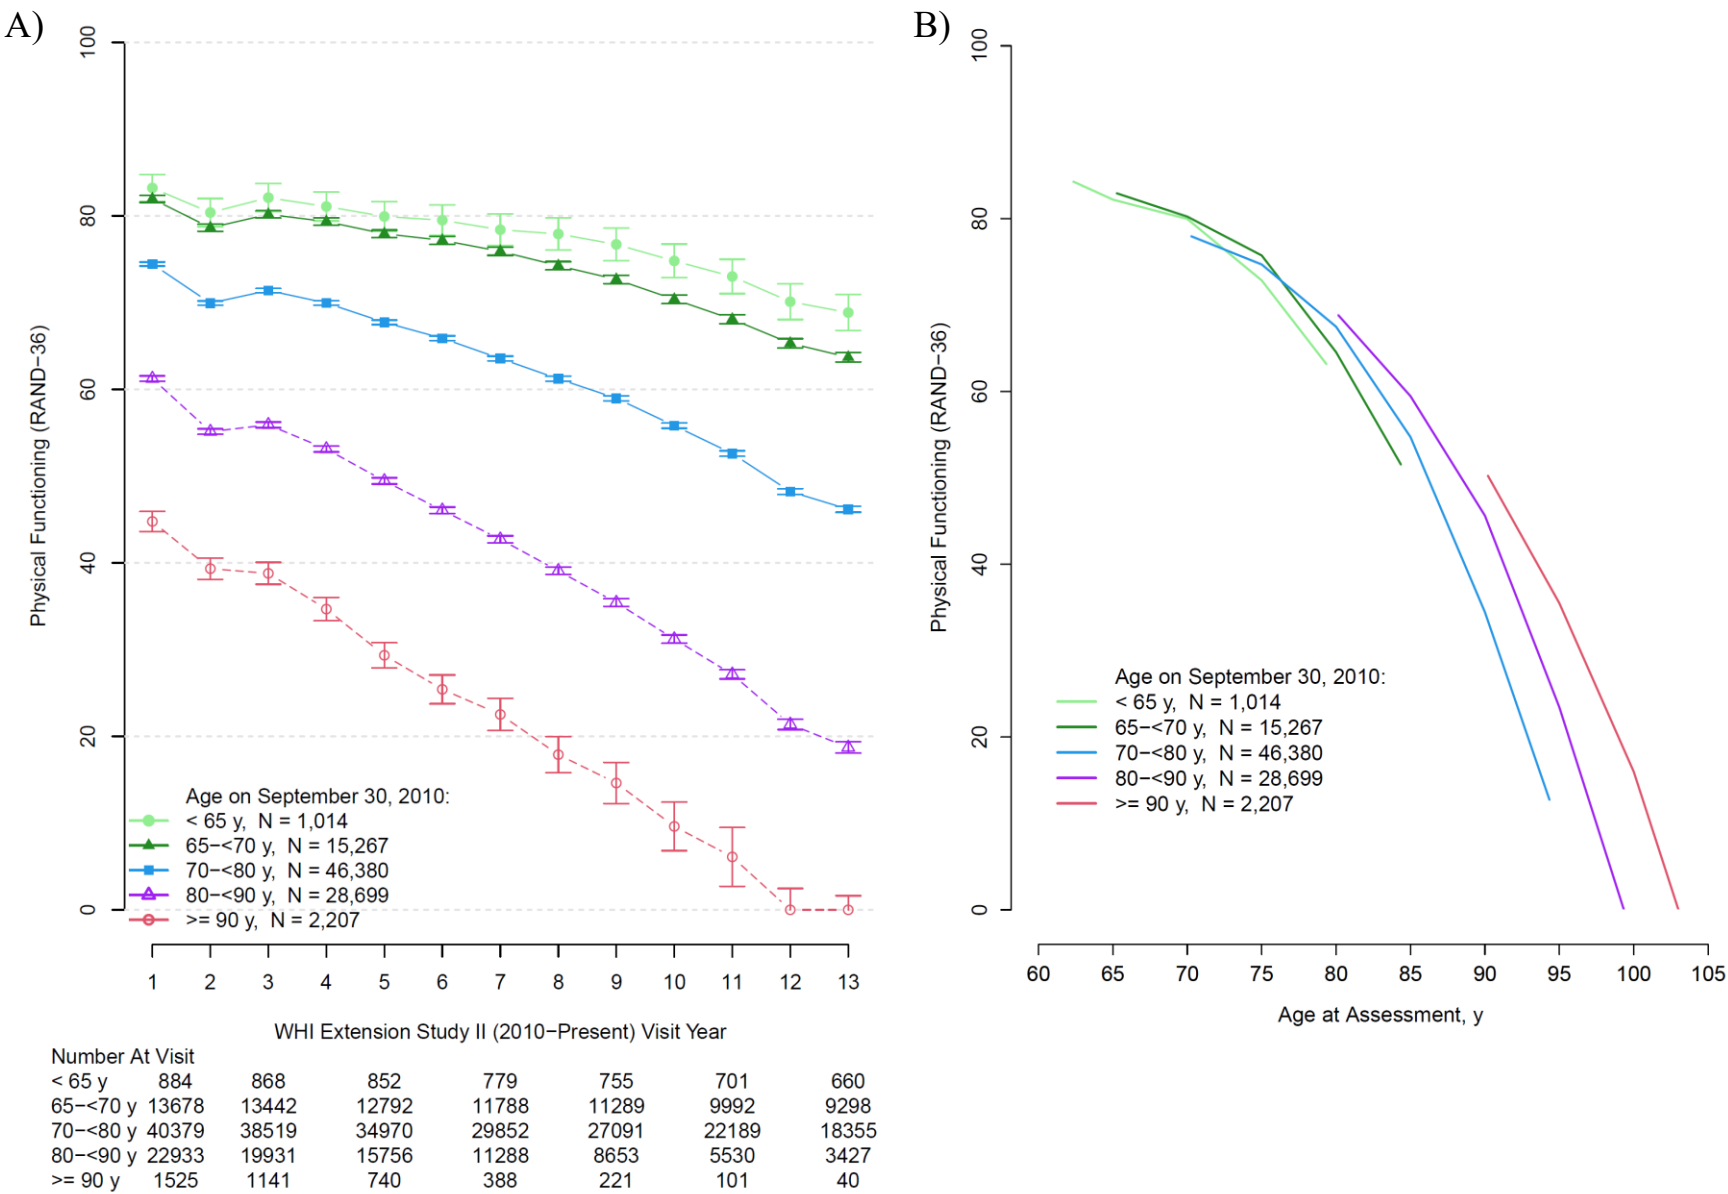 A)
100
80
60
40
20
0
Physical Functioning (RAND−36)
Age on September 30, 2010:
< 65 y, N = 1,014
65−<70 y, N = 15,267
70−<80 y, N = 46,380
80−<90 y, N = 28,699
>= 90 y, N = 2,207
1 2 3 4 5 6 7 8 9 10 11 12 13
WHI Extension Study II (2010−Present) Visit Year
Number At Visit
< 65 y 884 868 852 779 755 701 660
65−<70 y 13678 13442 12792 11788 11289 9992 9298
70−<80 y 40379 38519 34970 29852 27091 22189 18355
80−<90 y 22933 19931 15756 11288 8653 5530 3427
>= 90 y 1525 1141 740 388 221 101 40
B)
100
80
60
40
20
0
Physical Functioning (RAND−36)
Age on September 30, 2010:
< 65 y, N = 1,014
65−<70 y, N = 15,267
70−<80 y, N = 46,380
80−<90 y, N = 28,699
>= 90 y, N = 2,207
60 65 70 75 80 85 90 95 100 105
Age at Assessment, y